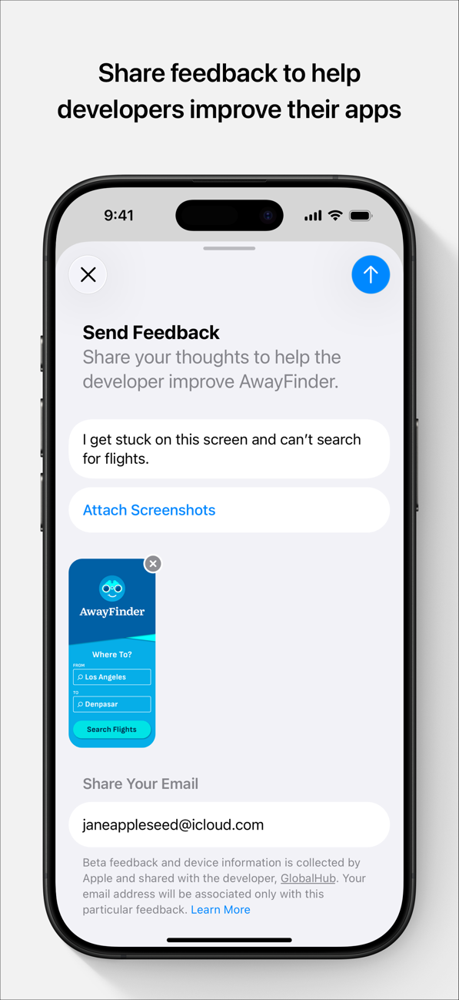 Share feedback to help
developers improve their apps
9:41
Send Feedback
Share your thoughts to help the
developer improve AwayFinder.
I get stuck on this screen and can’t search
for flights.
Attach Screenshots
AwayFinder
Where To?
FROM
Los Angeles
TO
Denpasar
Search Flights
Share Your Email
janeappleseed@icloud.com
Beta feedback and device information is collected by
Apple and shared with the developer, GlobalHub. Your
email address will be associated only with this
particular feedback. Learn More